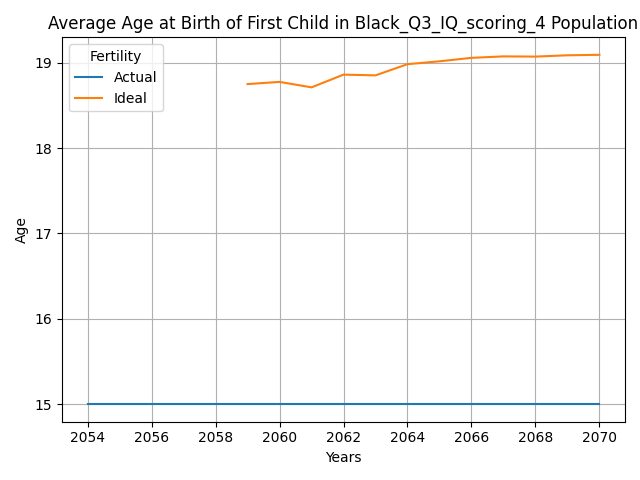 Average Age at Birth of First Child in Black_Q3_IQ_scoring_4 Population
Fertility
Actual
Ideal
19
18
17
16
15
Age
2054 2056 2058 2060 2062 2064 2066 2068 2070
Years